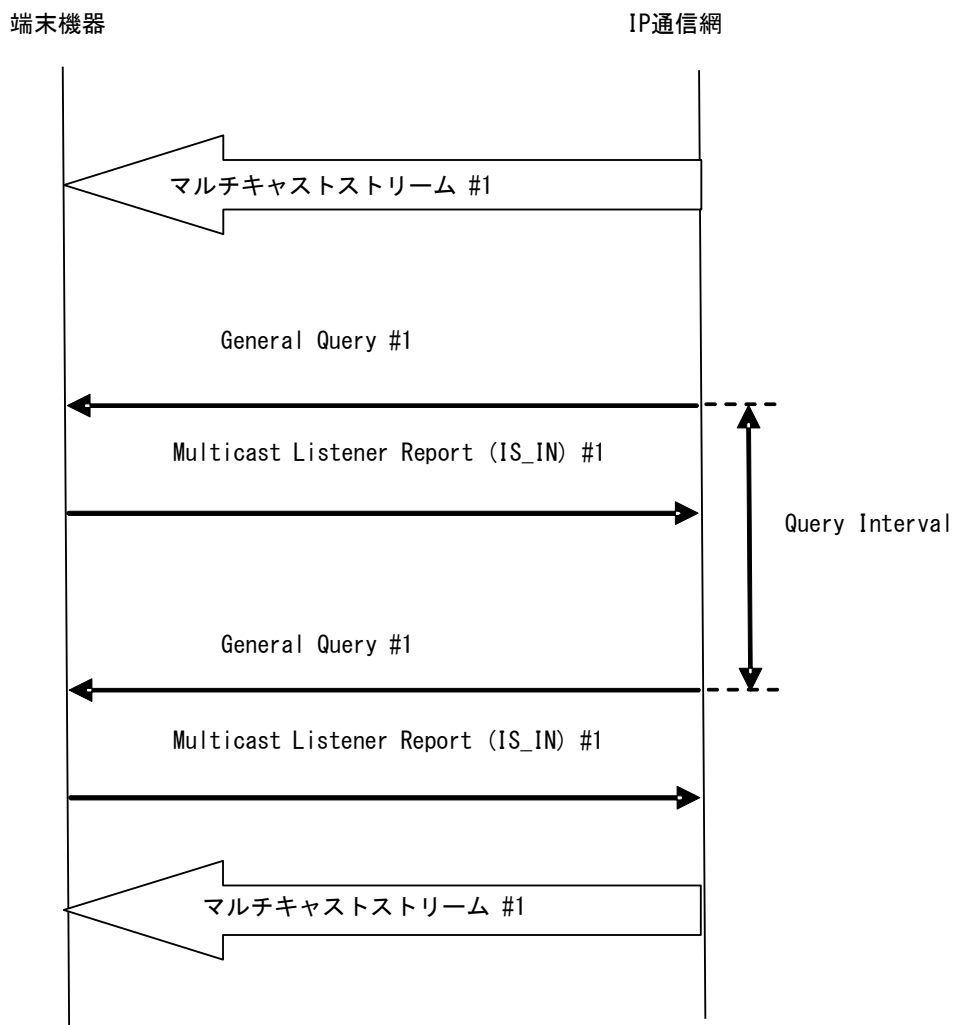 端末機器
IP通信網
マルチキャストストリーム #1
General Query #1
Multicast Listener Report (IS_IN) #1
Query Interval
General Query #1
Multicast Listener Report (IS_IN) #1
マルチキャストストリーム #1